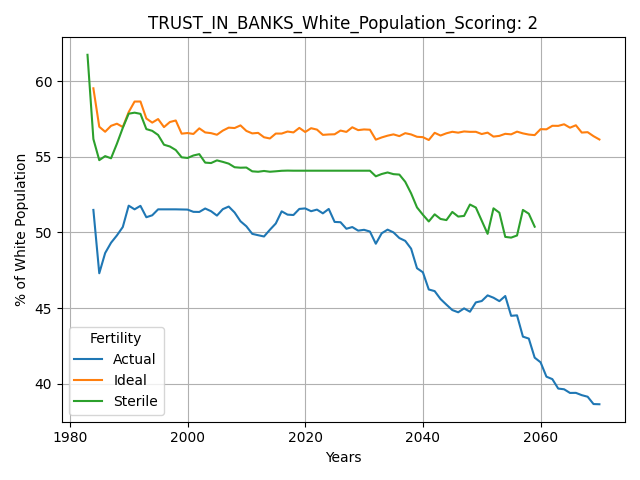 TRUST_IN_BANKS_White_Population_Scoring: 2
% of White Population
60
55
50
45
40
Fertility
Actual
Ideal
Sterile
1980
2000
2020
2040
2060
Years